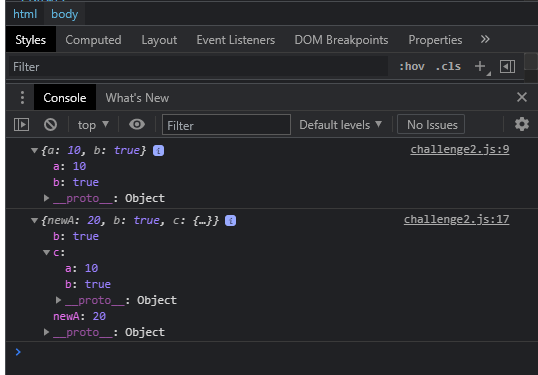 html body
Styles Computed Layout Event Listeners DOM Breakpoints Properties »
Filter :hov .cls +
Console What's New
top Filter Default levels No Issues
{a: 10, b: true} i challenge2.js:9
a: 10
b: true
__proto__: Object
{newA: 20, b: true, c: {…}} i challenge2.js:17
b: true
c:
a: 10
b: true
__proto__: Object
newA: 20
__proto__: Object
>